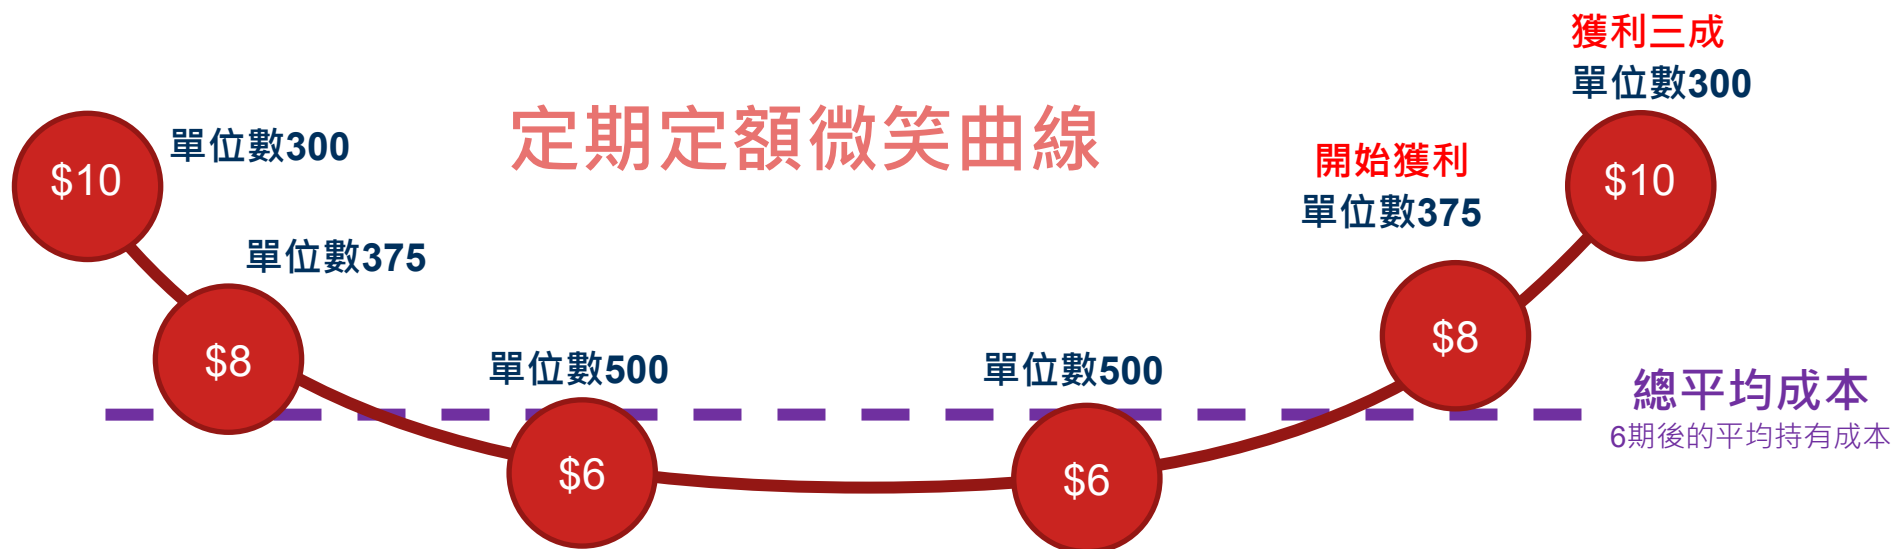 獲利三成
單位數300
定期定額微笑曲線
$10
單位數300
開始獲利
單位數375
$10
單位數375
$8
單位數500
單位數500
$8
總平均成本
6期後的平均持有成本
$6
$6